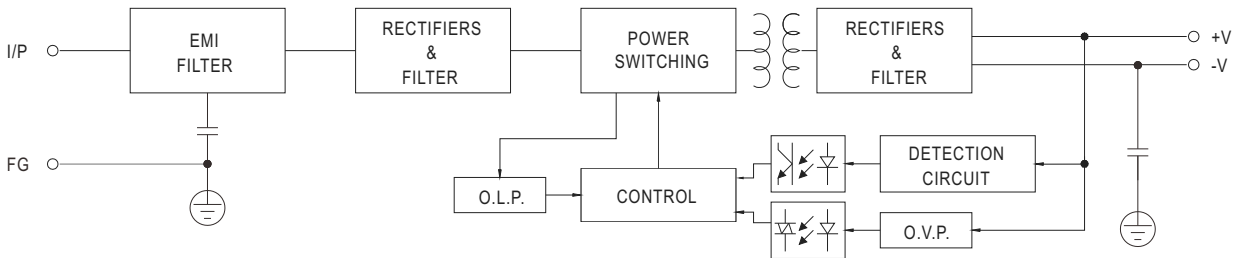 I/P
EMI
FILTER
RECTIFIERS
&
FILTER
POWER
SWITCHING
RECTIFIERS
&
FILTER
+V
-V
FG
O.L.P.
CONTROL
DETECTION
CIRCUIT
O.V.P.